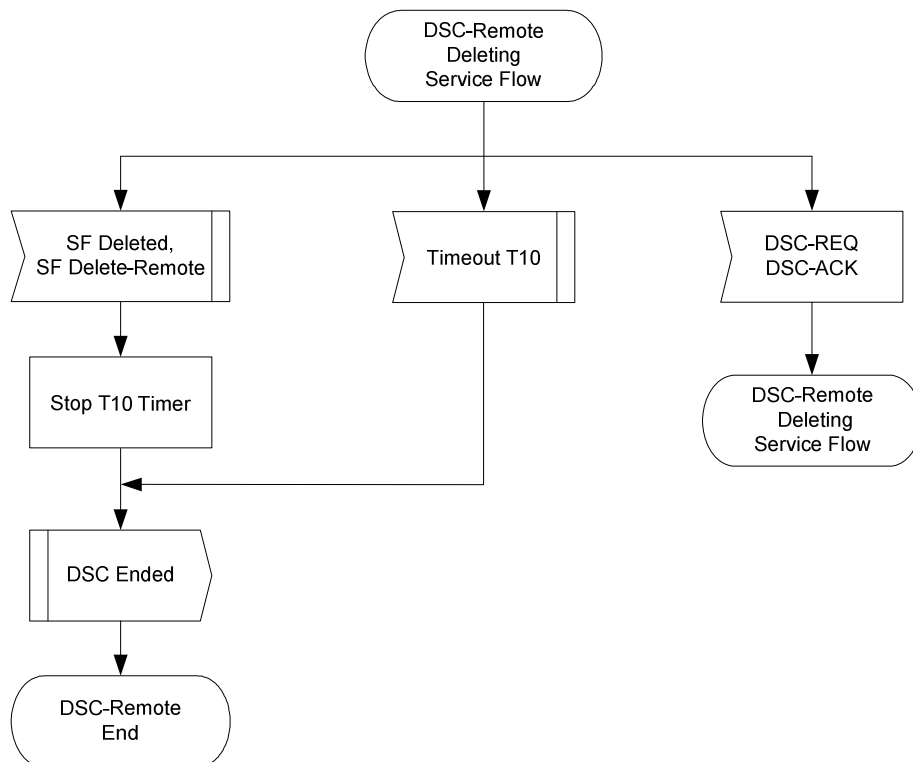 DSC-Remote
Deleting
Service Flow
SF Deleted,
SF Delete-Remote
Timeout T10
DSC-REQ
DSC-ACK
Stop T10 Timer
DSC-Remote
Deleting
Service Flow
DSC Ended
DSC-Remote
End